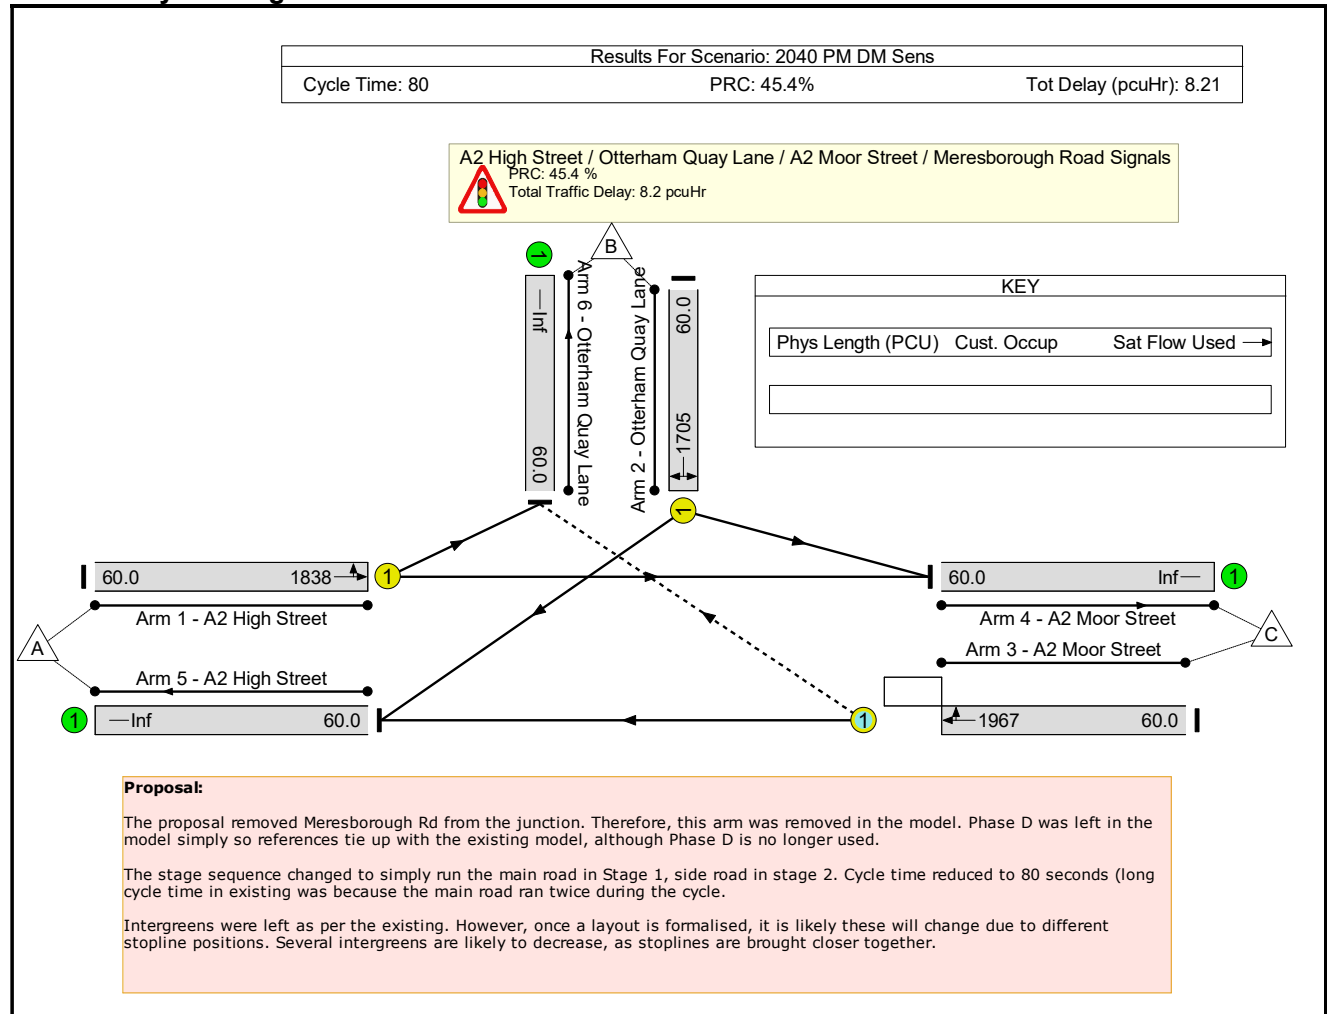 Results For Scenario: 2040 PM DM Sens
Cycle Time: 80 PRC: 45.4% Tot Delay (pcuHr): 8.21
A2 High Street / Otterham Quay Lane / A2 Moor Street / Meresborough Road Signals
PRC: 45.4 %
Total Traffic Delay: 8.2 pcuHr
B
1
Inf
60.0
Arm 6 - Otterham Quay Lane
Arm 2 - Otterham Quay Lane
60.0
1705
1
KEY
Phys Length (PCU) Cust. Occup Sat Flow Used
60.0 1838 1
Arm 1 - A2 High Street
A
Arm 5 - A2 High Street
1 Inf 60.0
60.0 Inf 1
Arm 4 - A2 Moor Street
C
Arm 3 - A2 Moor Street
1 1967 60.0
Proposal:
The proposal removed Meresborough Rd from the junction. Therefore, this arm was removed in the model. Phase D was left in the
model simply so references tie up with the existing model, although Phase D is no longer used.
The stage sequence changed to simply run the main road in Stage 1, side road in stage 2. Cycle time reduced to 80 seconds (long
cycle time in existing was because the main road ran twice during the cycle.
Intergreens were left as per the existing. However, once a layout is formalised, it is likely these will change due to different
stopline positions. Several intergreens are likely to decrease, as stoplines are brought closer together.